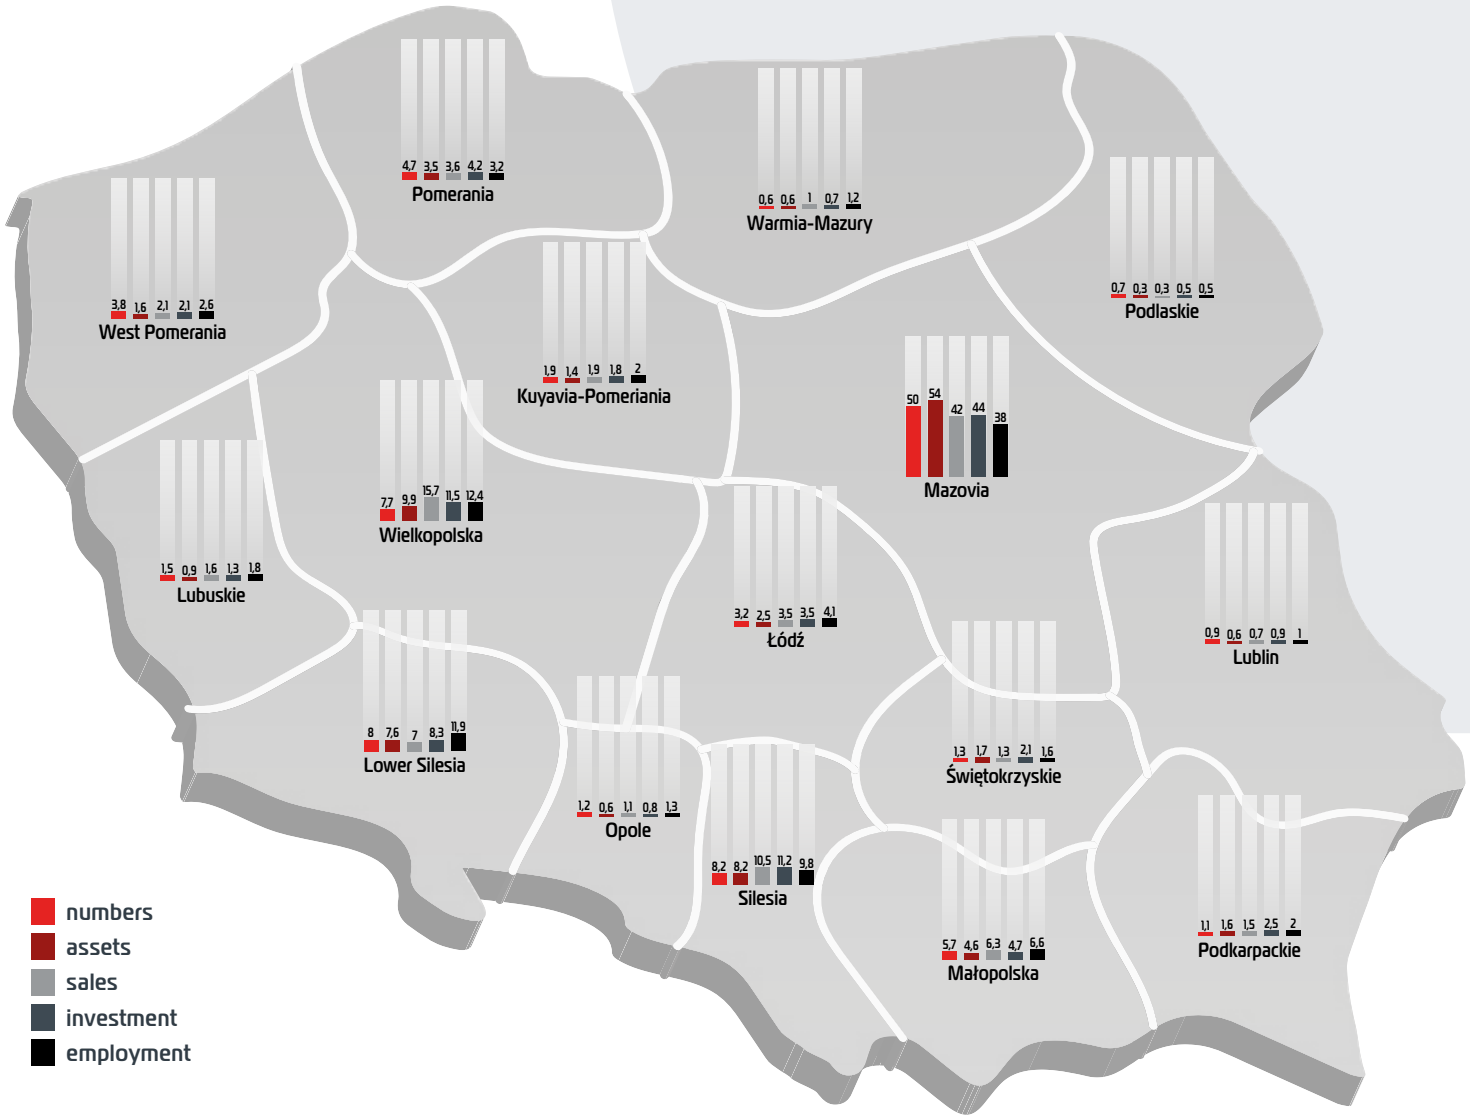 4,7 3,5 3,6 4,2 3,2
Pomerania
0,6 0,6 1 0,7 1,2
Warmia-Mazury
0,7 0,3 0,3 0,5 0,5
Podlaskie
3,8 1,6 2,1 2,1 2,6
West Pomerania
1,9 1,4 1,9 1,8 2
Kuyavia-Pomeriania
50 54 42 44 38
Mazovia
7,7 9,9 15,7 11,5 12,4
Wielkopolska
1,5 0,9 1,6 1,3 1,8
Lubuskie
3,2 2,5 3,5 3,5 4,1
Łódź
0,9 0,6 0,7 0,9 1
Lublin
8 7,6 7 8,3 11,9
Lower Silesia
1,3 1,7 1,3 2,1 1,6
Świętokrzyskie
1,2 0,6 1,1 0,8 1,3
Opole
8,2 8,2 10,5 11,2 9,8
Silesia
5,7 4,6 6,3 4,7 6,6
Małopolska
1,1 1,6 1,5 2,5 2
Podkarpackie
numbers
assets
sales
investment
employment